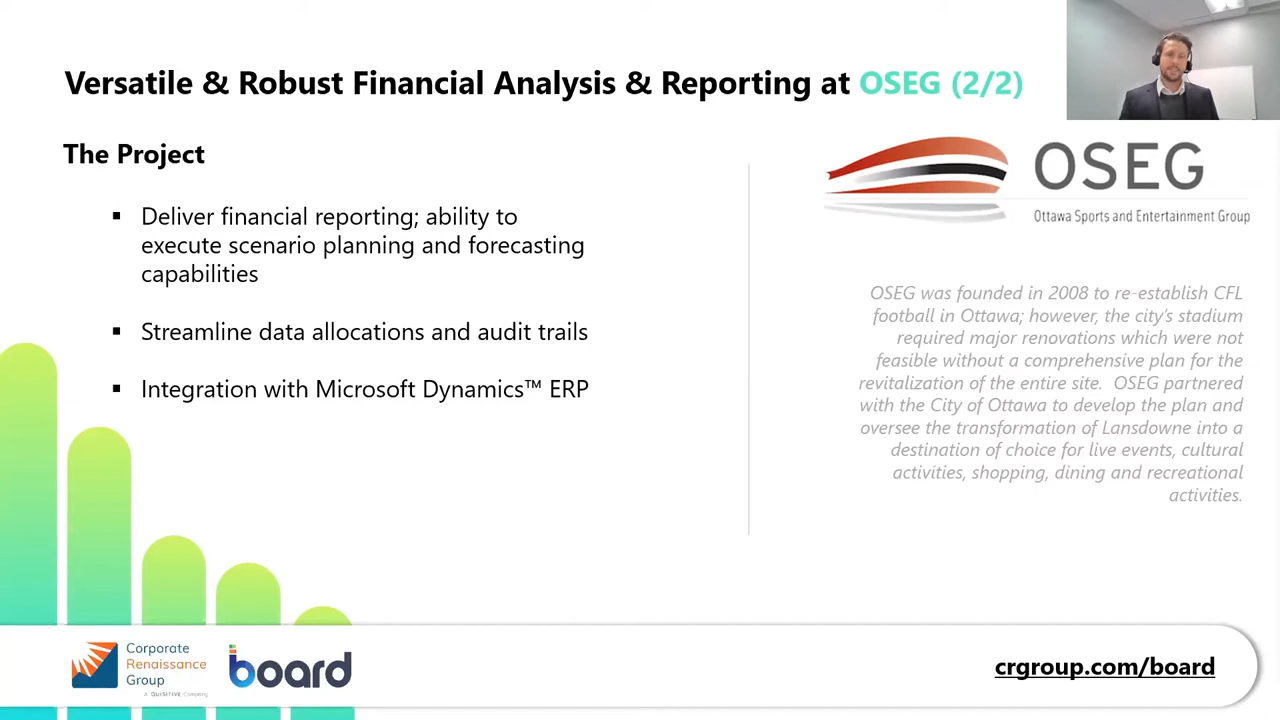 Versatile & Robust Financial Analysis & Reporting at OSEG (2/2)
The Project
▪ Deliver financial reporting; ability to
execute scenario planning and forecasting
capabilities
▪ Streamline data allocations and audit trails
▪ Integration with Microsoft Dynamics™ ERP
OSEG
Ottawa Sports and Entertainment Group
OSEG was founded in 2008 to re-establish CFL
football in Ottawa; however, the city's stadium
required major renovations which were not
feasible without a comprehensive plan for the
revitalization of the entire site. OSEG partnered
with the City of Ottawa to develop the plan and
oversee the transformation of Lansdowne into a
destination of choice for live events, cultural
activities, shopping, dining and recreational
activities.
Corporate
Renaissance
Group
A QUISITIVE Company
board
crgroup.com/board